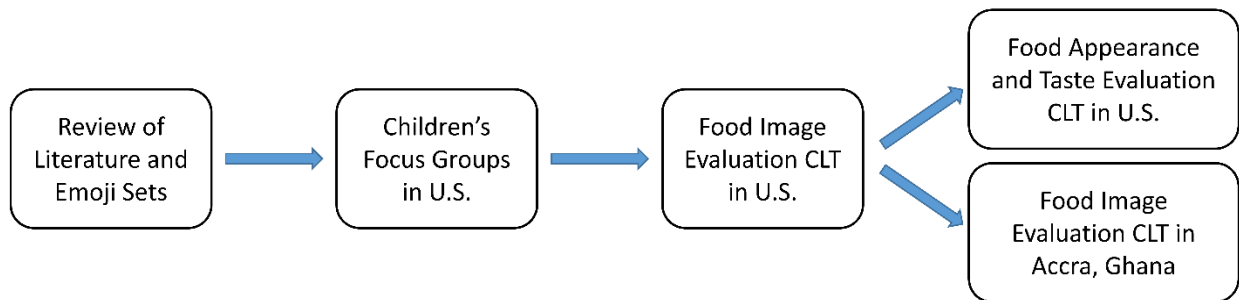 Review of
Literature and
Emoji Sets
Children's
Focus Groups
in U.S.
Food Image
Evaluation CLT
in U.S.
Food Appearance
and Taste Evaluation
CLT in U.S.
Food Image
Evaluation CLT in
Accra, Ghana